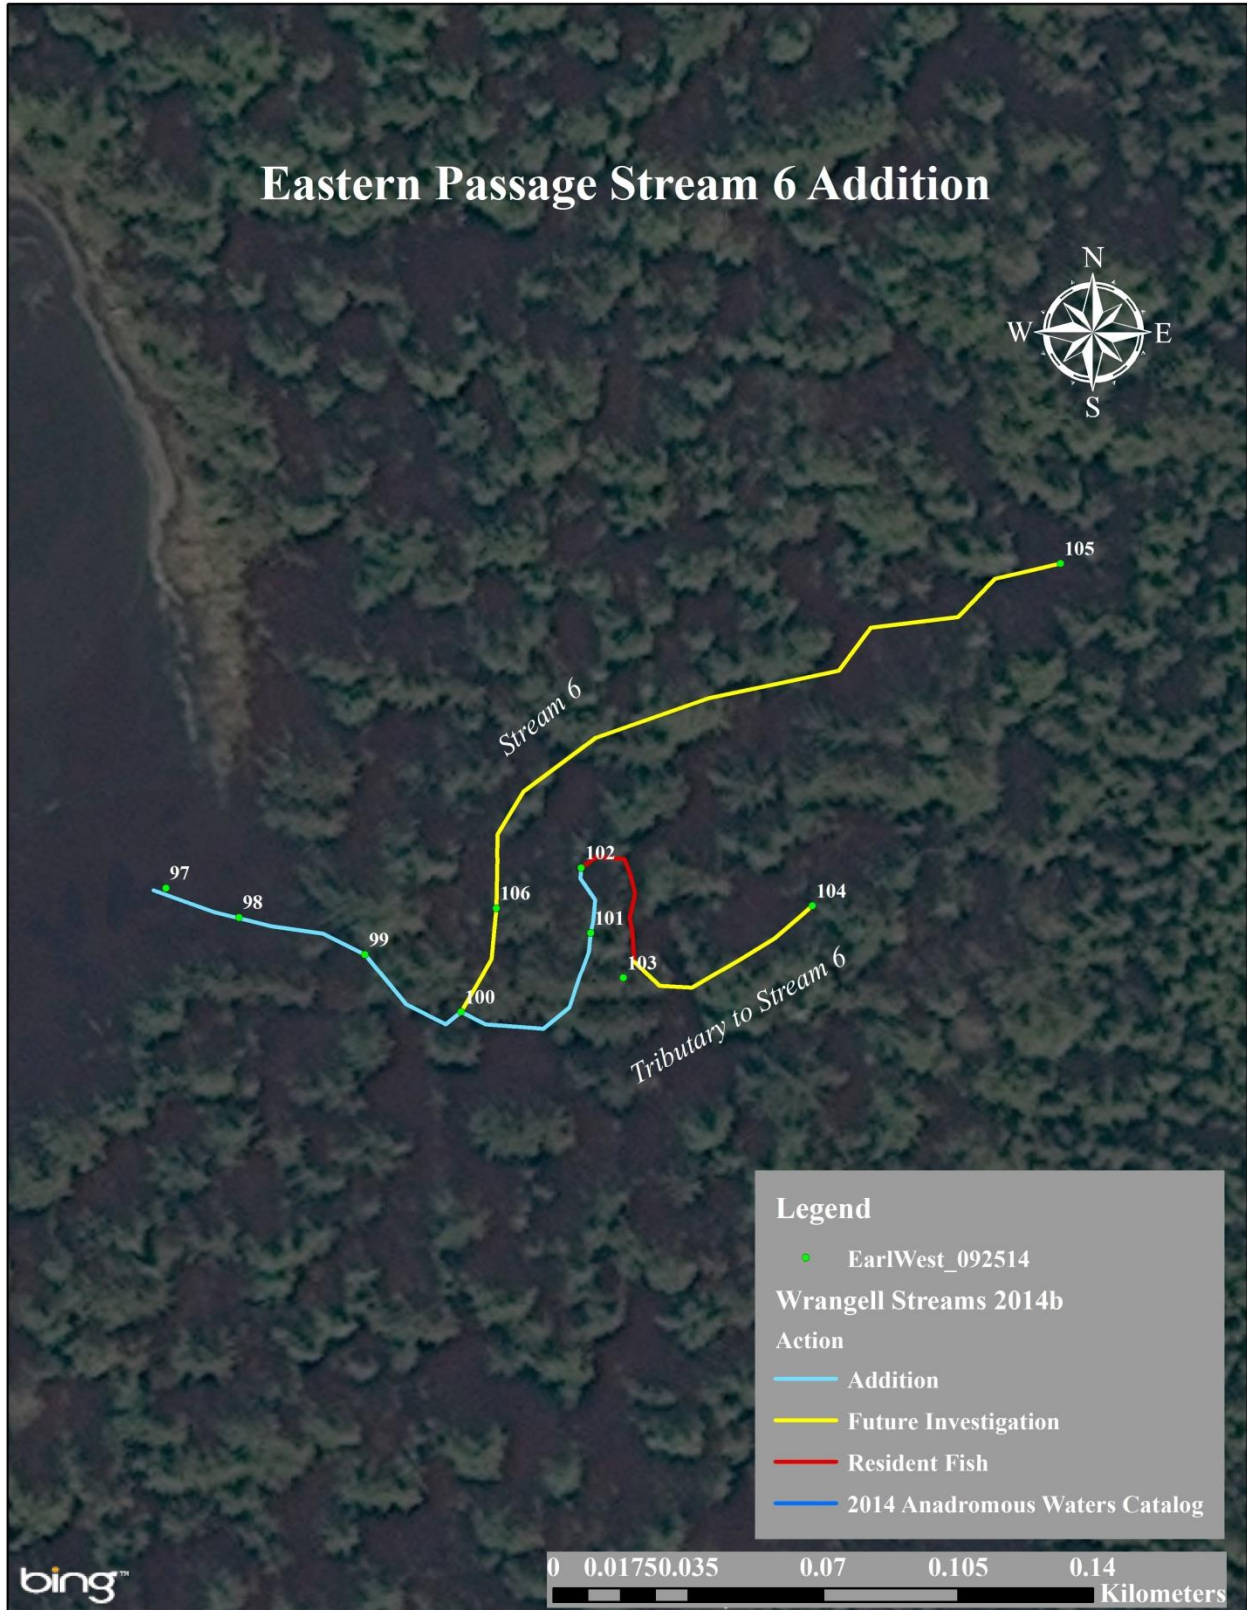 Eastern Passage Stream 6 Addition
N
W E
S
105
Stream 6
102
97
106
104
98
101
99
103
100
Tributary to Stream 6
Legend
EarlWest_092514
Wrangell Streams 2014b
Action
Addition
Future Investigation
Resident Fish
2014 Anadromous Waters Catalog
0 0.01750.035 0.07 0.105 0.14
Kilometers
bing™